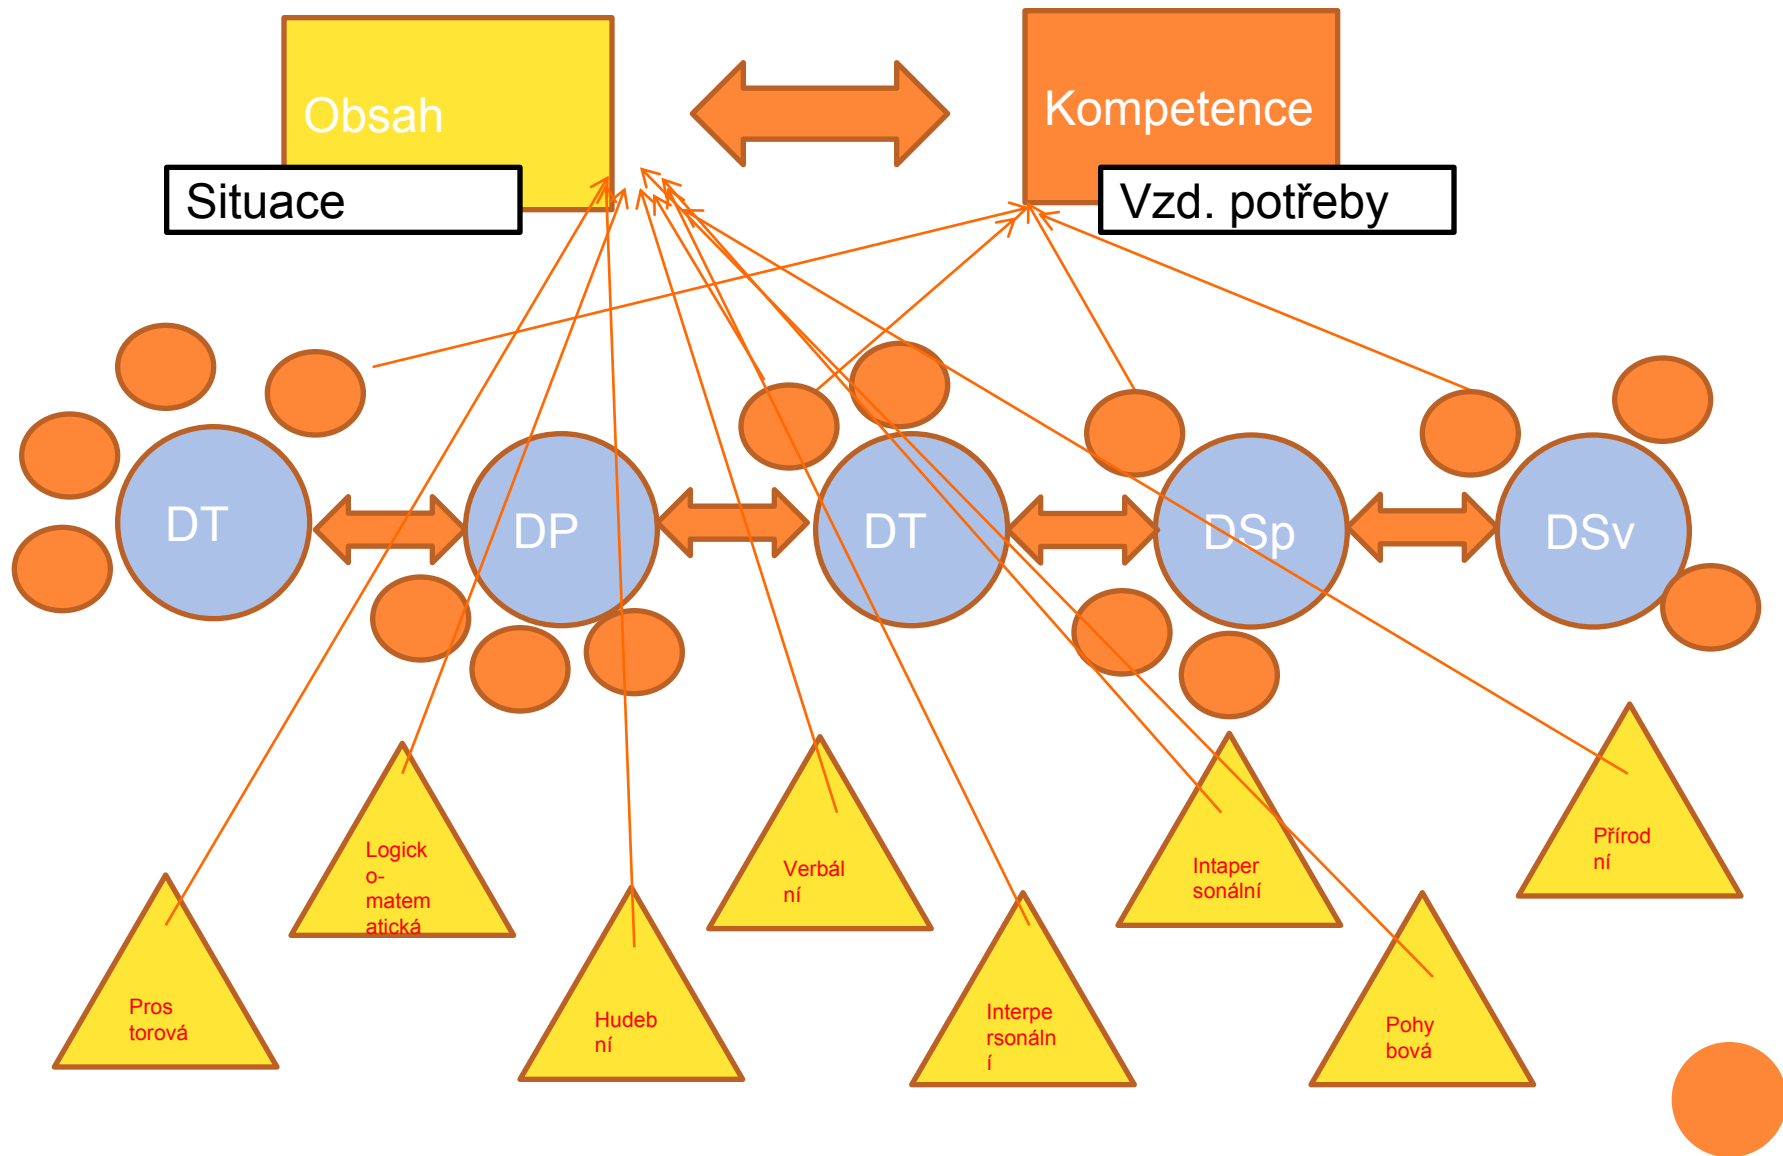 Obsah
Kompetence
Situace
Vzd. potřeby
DT
DP
DT
DSp
DSv
Logick
o-
matem
atická
Verbál
ní
Intaper
sonální
Přírod
ní
Pros
torová
Hudeb
ní
Interpe
rsonáln
í
Pohy
bová